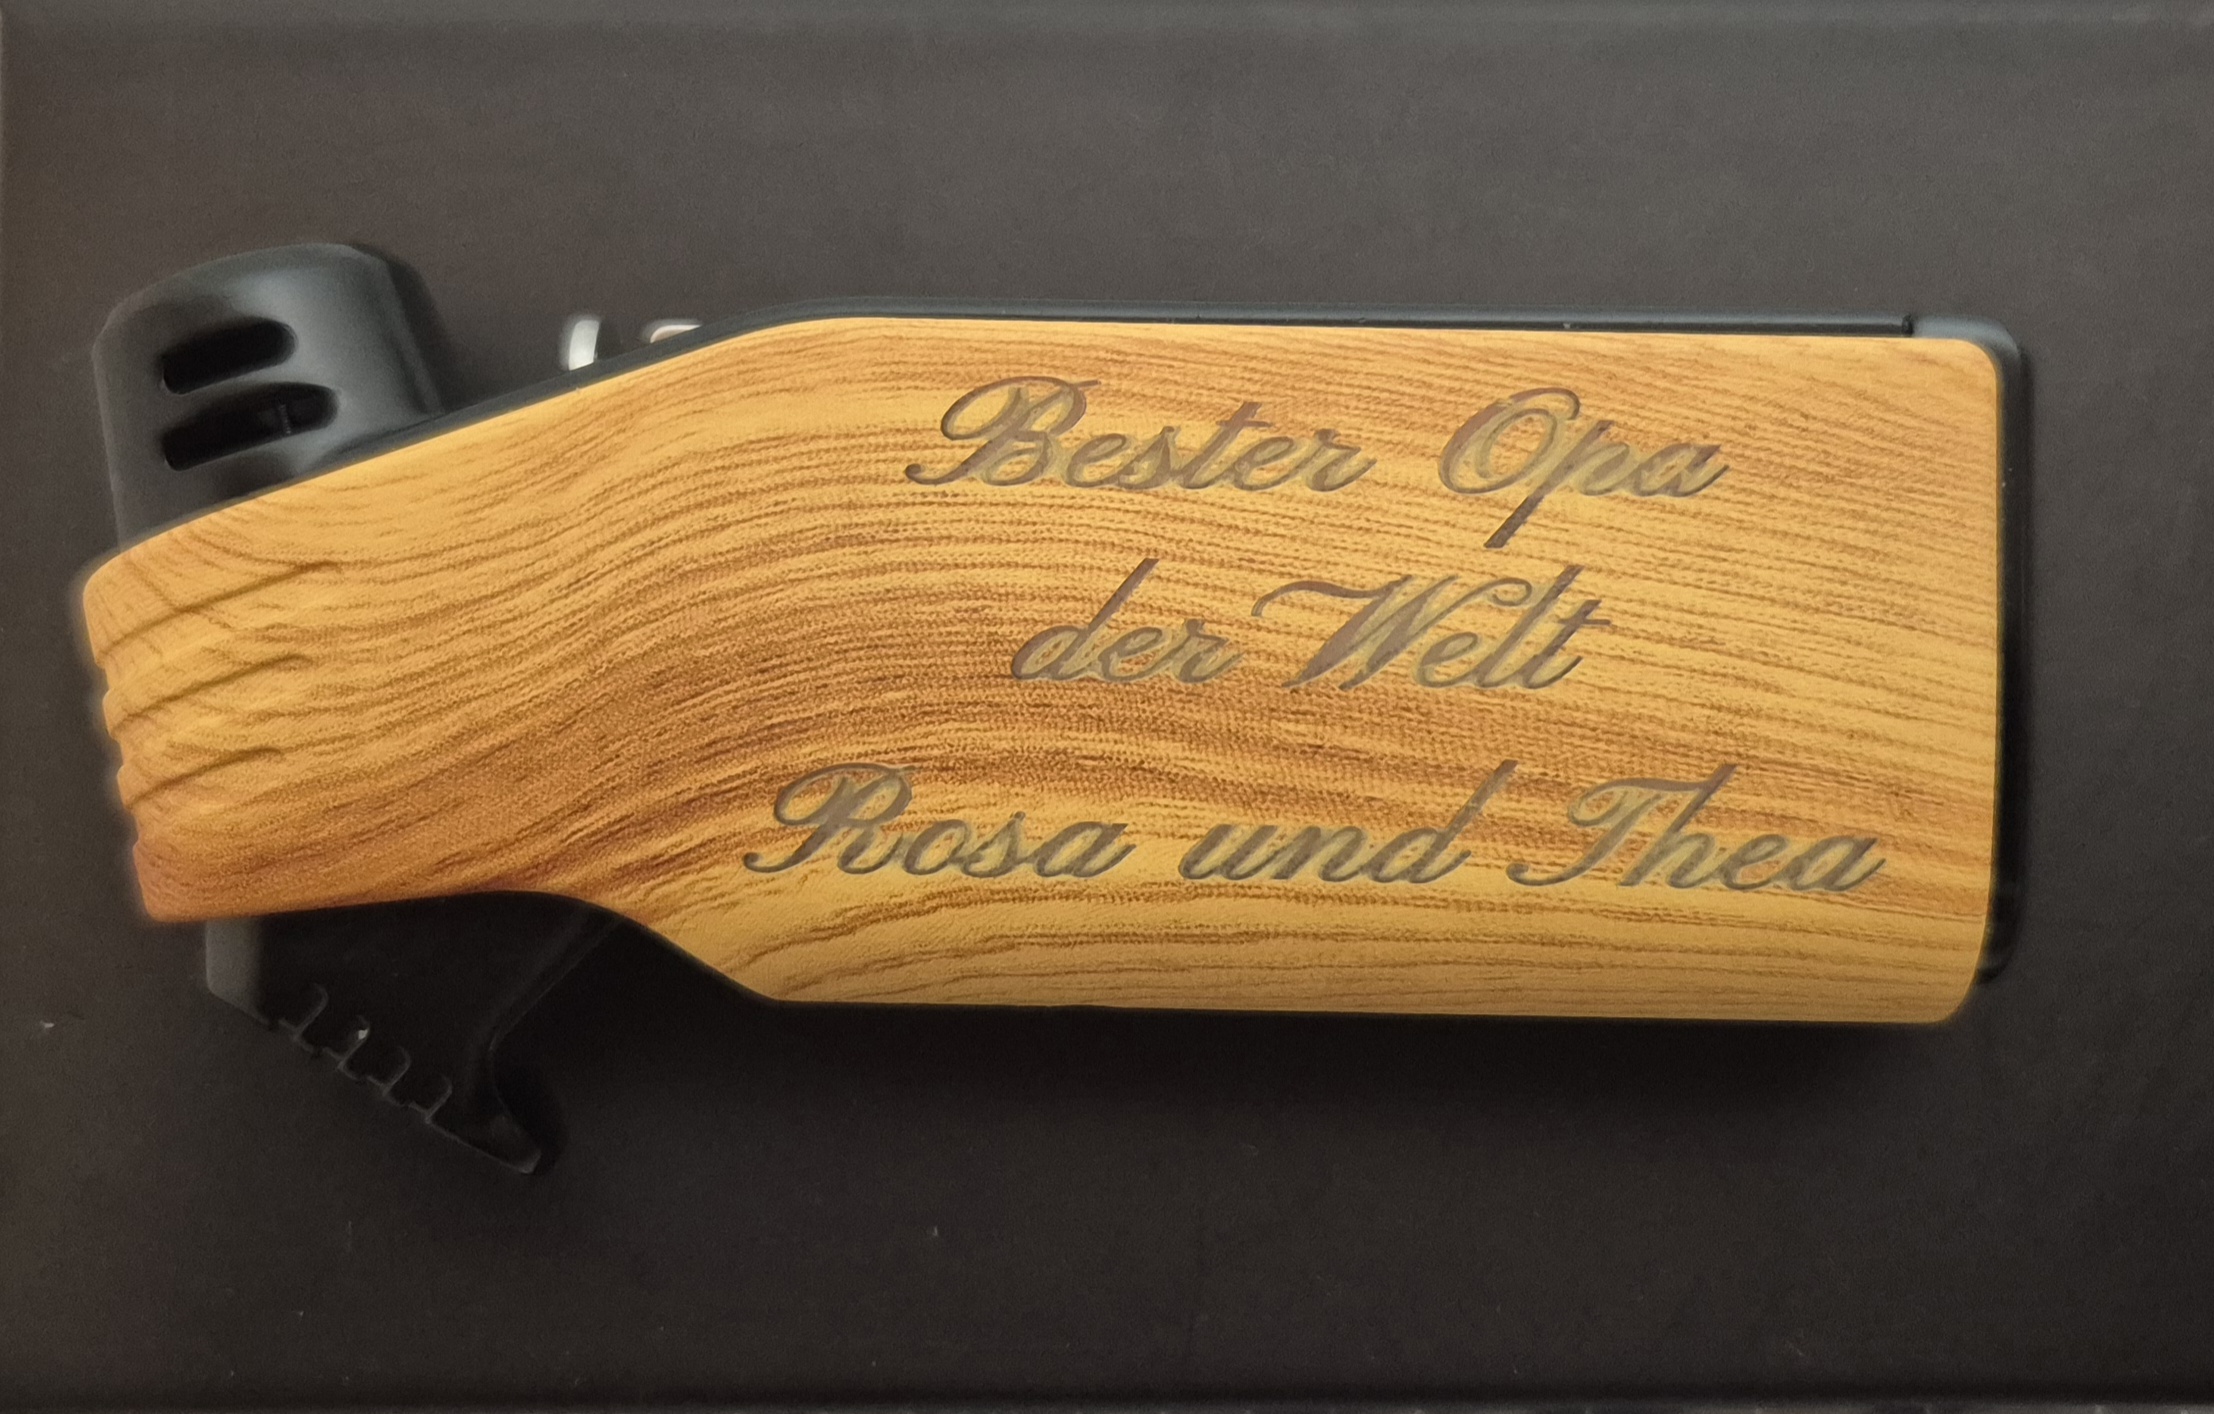 Bester Opa
der Welt
Rosa und Thea